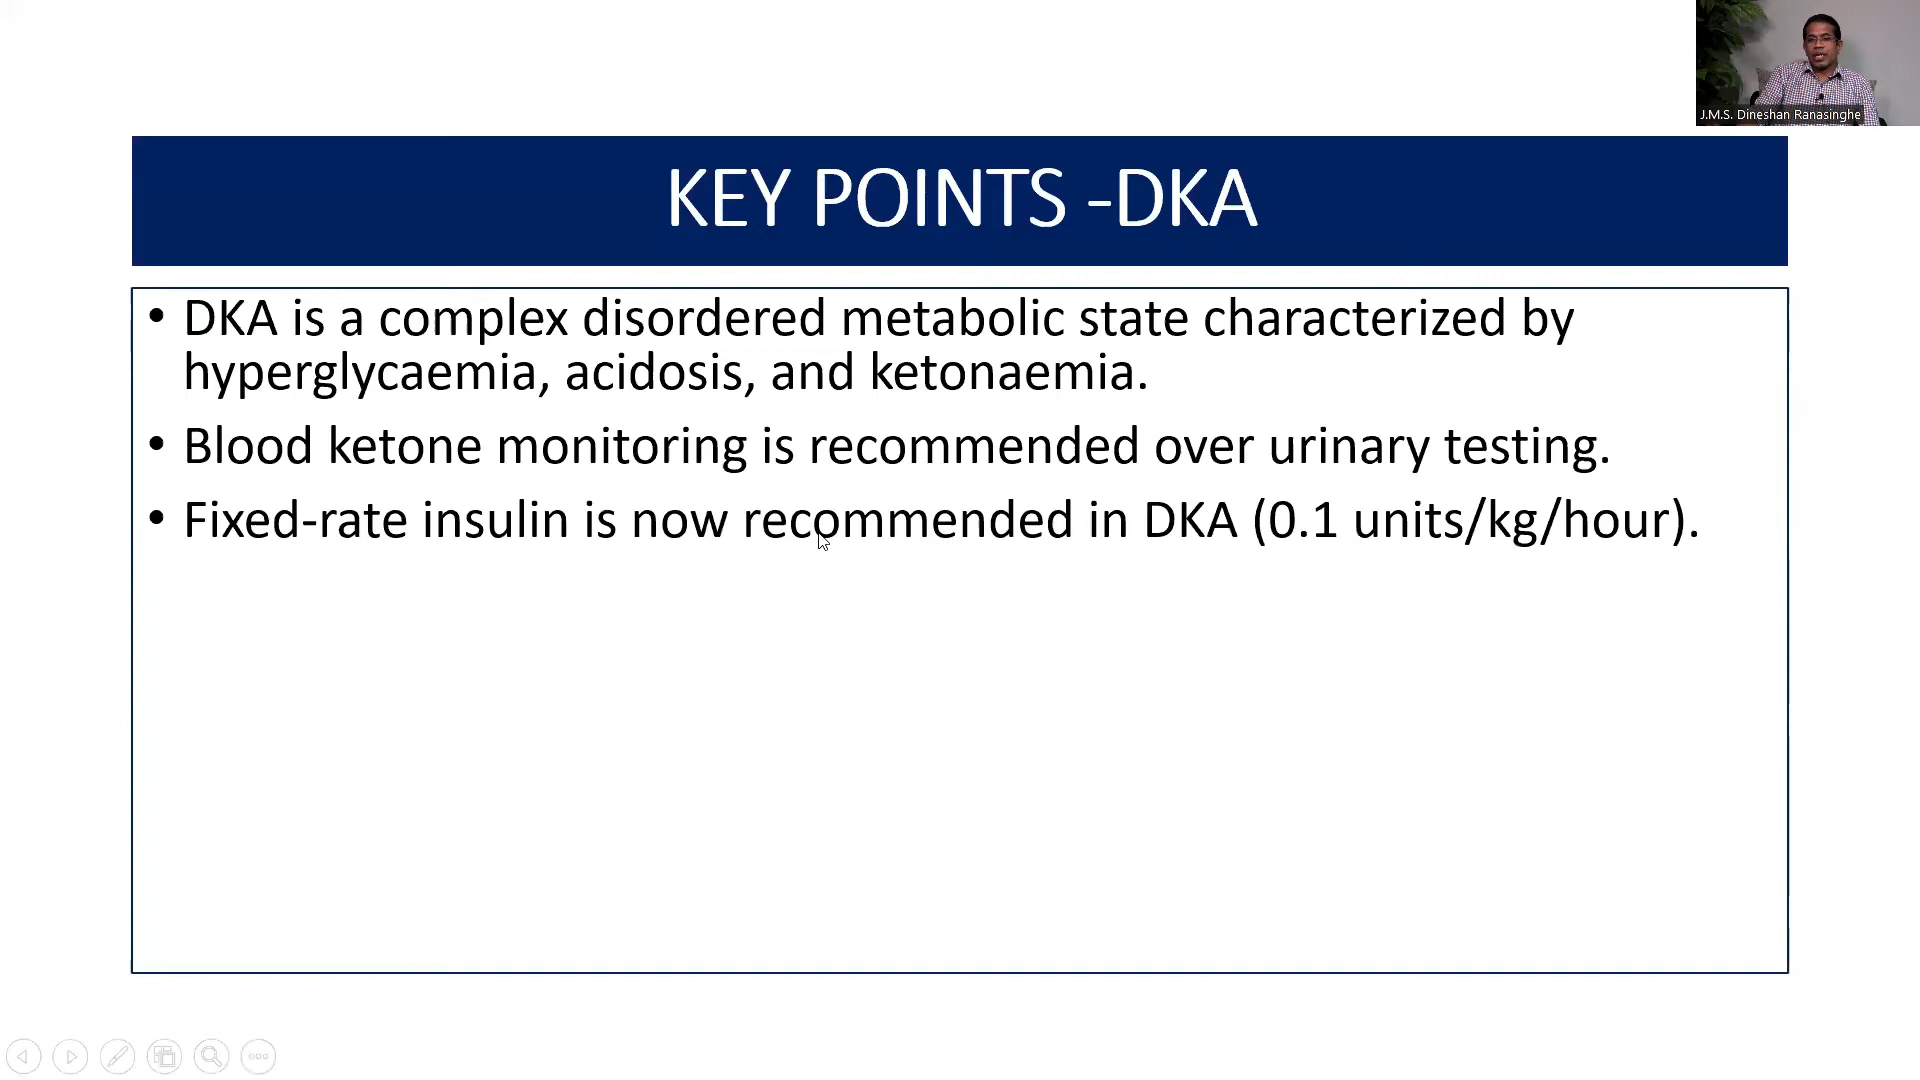 J.M.S. Dineshan Ranasinghe
KEY POINTS -DKA
• DKA is a complex disordered metabolic state characterized by
hyperglycaemia, acidosis, and ketonaemia.
• Blood ketone monitoring is recommended over urinary testing.
• Fixed-rate insulin is now recommended in DKA (0.1 units/kg/hour).